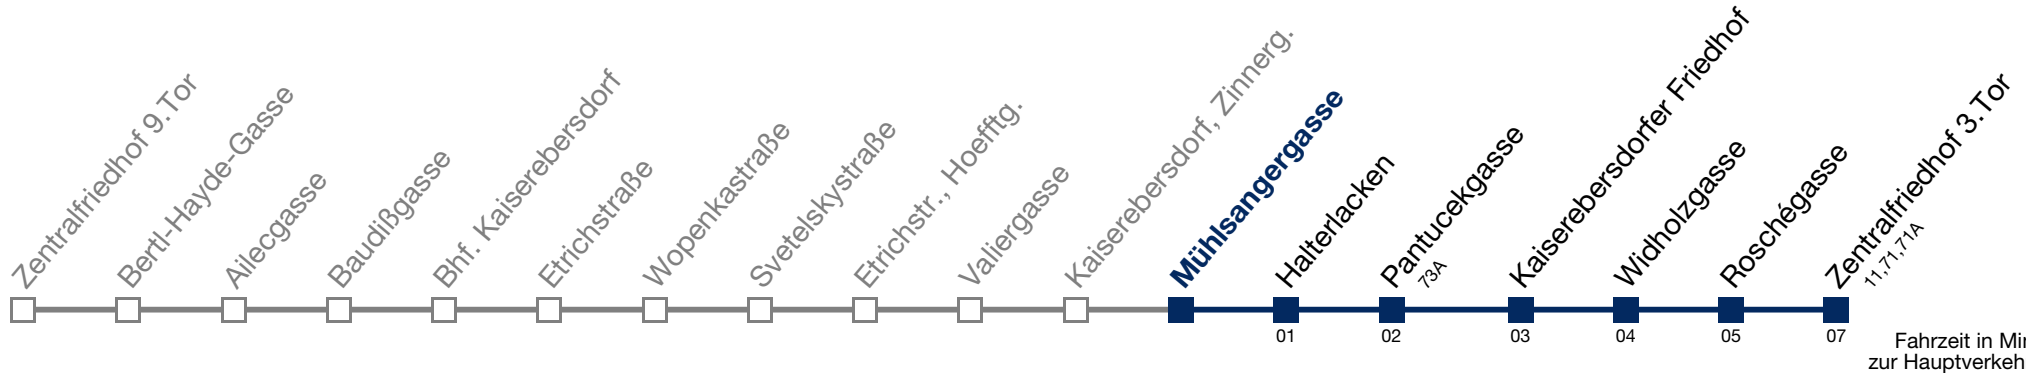 Zentralfriedhof 9.Tor
Bertl-Hayde-Gasse
Ailecgasse
Baudißgasse
Bhf. Kaiserebersdorf
Etrichstraße
Wopenkastraße
Svetelskystraße
Etrichstr., Hoefftg.
Valiergasse
Kaiserebersdorf, Zinnerg.
Mühlsangergasse
Halterlacken
Pantucekgasse
73A
Kaiserebersdorfer Friedhof
Widholzgasse
Roschégasse
Zentralfriedhof 3.Tor
11,71,71A
01 02 03 04 05 07
Fahrzeit in Min
zur Hauptverkeh